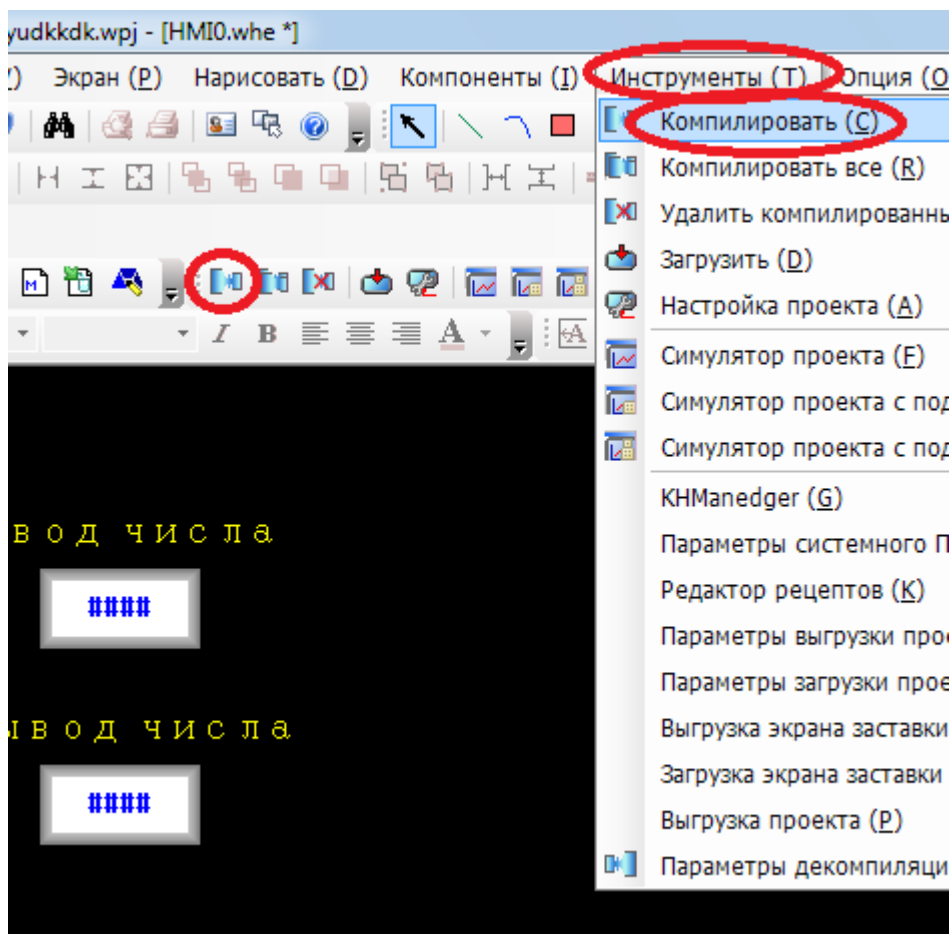 yudkkdk.wpj - [HMI0.whe *]
) Экран (P) Нарисовать (D) Компоненты (I) Инструменты (T) Опция (О
Компилировать (C)
Компилировать все (R)
Удалить компилированны
Загрузить (D)
Настройка проекта (A)
I B A A
Симулятор проекта (F)
Симулятор проекта с под
Симулятор проекта с под
KHManedger (G)
вод числа
Параметры системного П
Редактор рецептов (K)
####
Параметры выгрузки прое
Параметры загрузки прое
ывод числа
Выгрузка экрана заставки
Загрузка экрана заставки
####
Выгрузка проекта (P)
Параметры декомпиляци